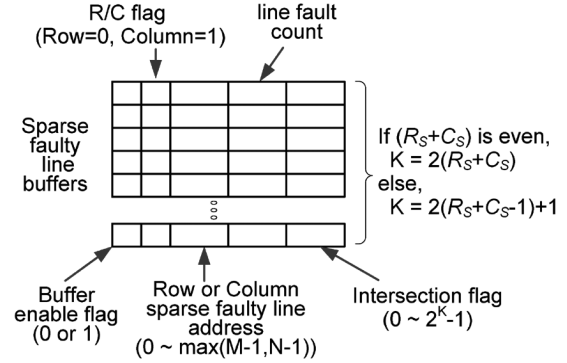 R/C flag
(Row=0, Column=1)
line fault
count
Sparse
faulty
line
buffers
If (R_S+C_S) is even,
K = 2(R_S+C_S)
else,
K = 2(R_S+C_S-1)+1
Buffer
enable flag
(0 or 1)
Row or Column
sparse faulty line
address
(0 ~ max(M-1,N-1))
Intersection flag
(0 ~ 2^K-1)